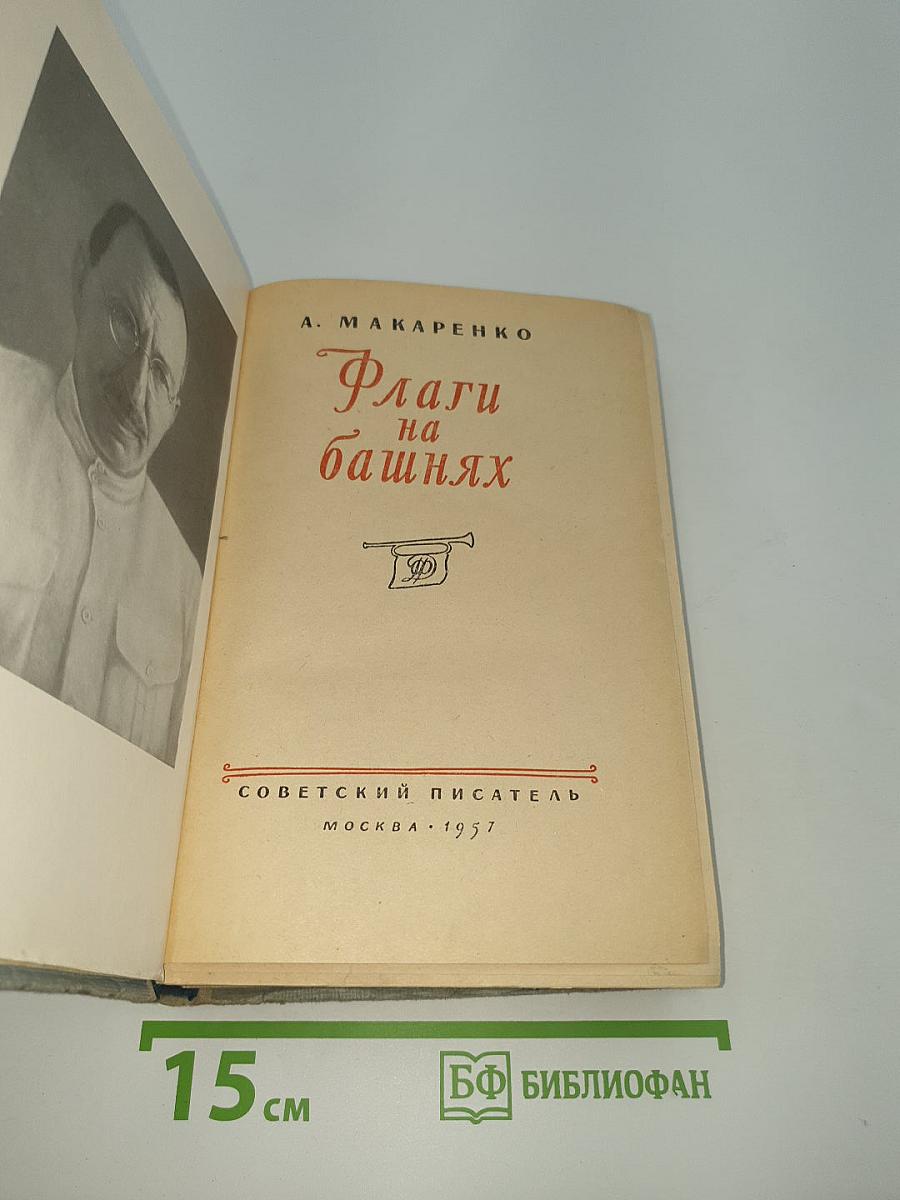 А. МАКАРЕНКО
Флаги
на
башнях
СОВЕТСКИЙ ПИСАТЕЛЬ
МОСКВА • 1957
15 см
БФ БИБЛИОФАН